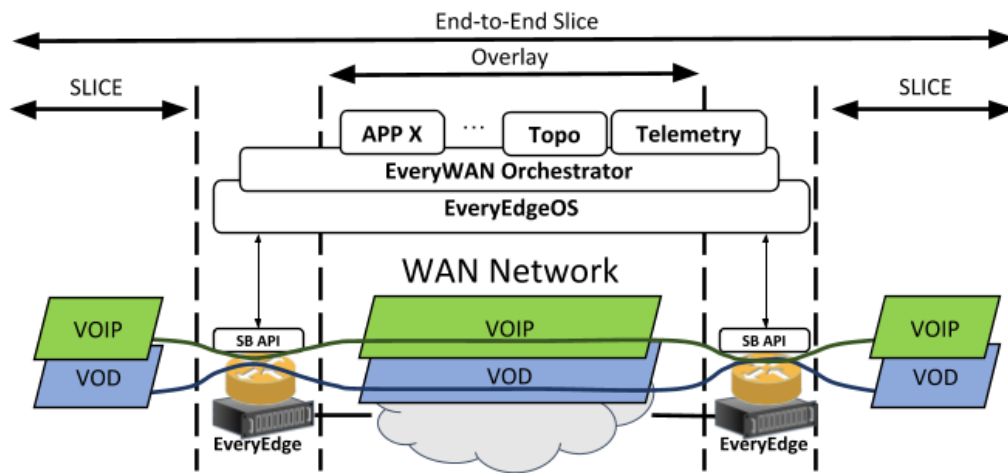 End-to-End Slice
Overlay
SLICE
SLICE
APP X ... Topo Telemetry
EveryWAN Orchestrator
EveryEdgeOS
WAN Network
VOIP VOIP VOIP
SB API SB API
VOD VOD VOD
EveryEdge EveryEdge